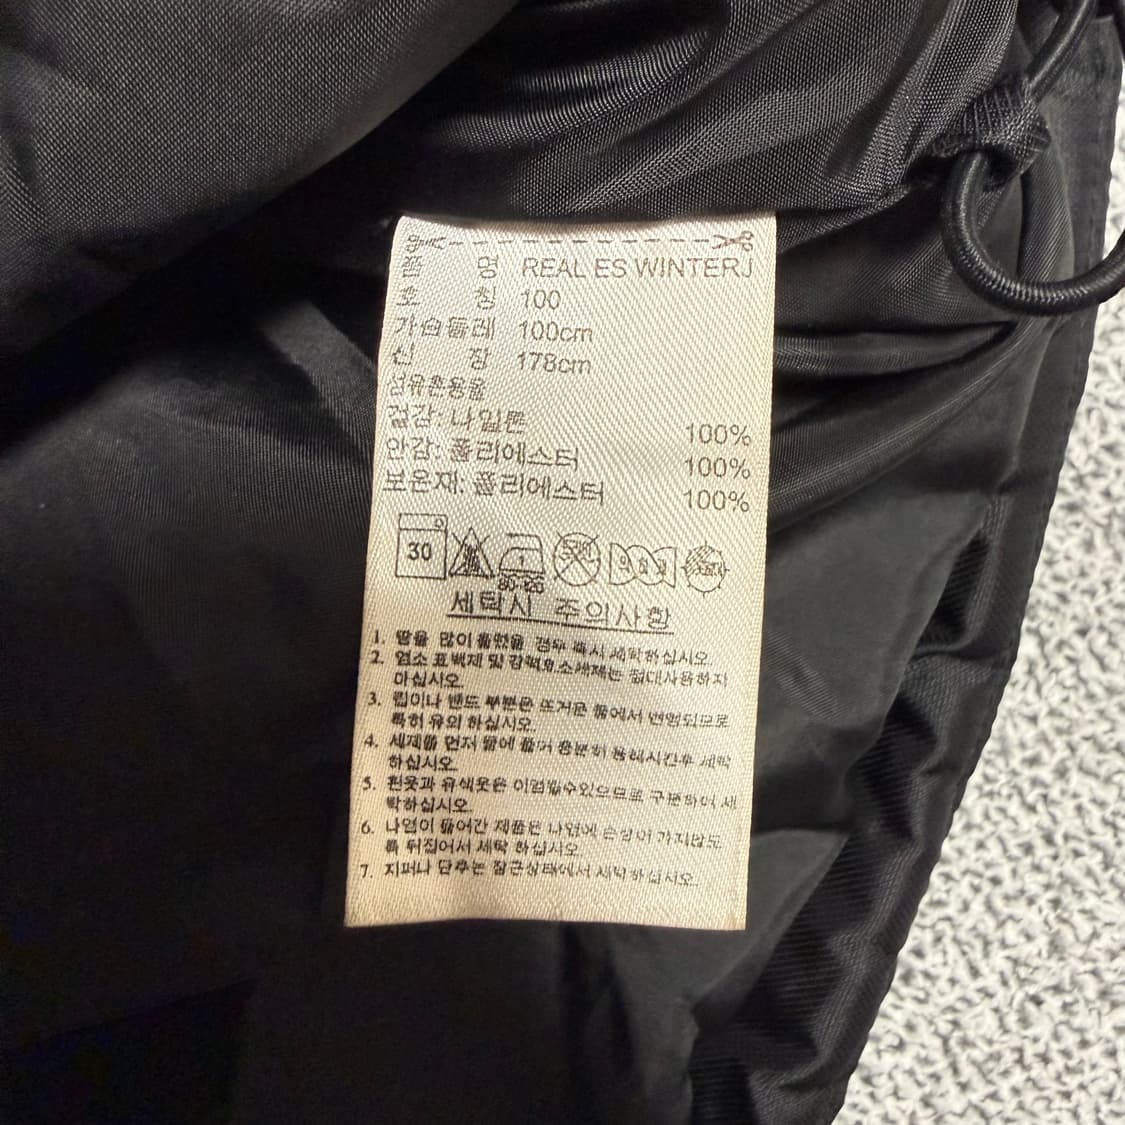 품 명 REAL ES WINTERJ
호 칭 100
가슴둘레 100cm
신 장 178cm
섬유혼용율
겉감: 나일론 100%
안감: 폴리에스터 100%
보온재: 폴리에스터 100%
30
세탁시 주의사항
1. 땀을 많이 흘렸을 경우 즉시 세탁하십시오.
2. 염소 표백제 및 강력효소세제는 절대사용하지
마십시오.
3. 립이나 밴드 부분은 뜨거운 물에서 변형되므로
특히 유의 하십시오.
4. 세제를 먼저 물에 풀어 충분히 용해시킨후 세탁
하십시오.
5. 흰옷과 유색옷은 이염될수있으므로 구분하여 세
탁하십시오.
6. 나염이 들어간 제품은 나염에 손상이 가지않도
록 뒤집어서 세탁 하십시오.
7. 지퍼나 단추는 잠근상태에서 세탁하십시오.